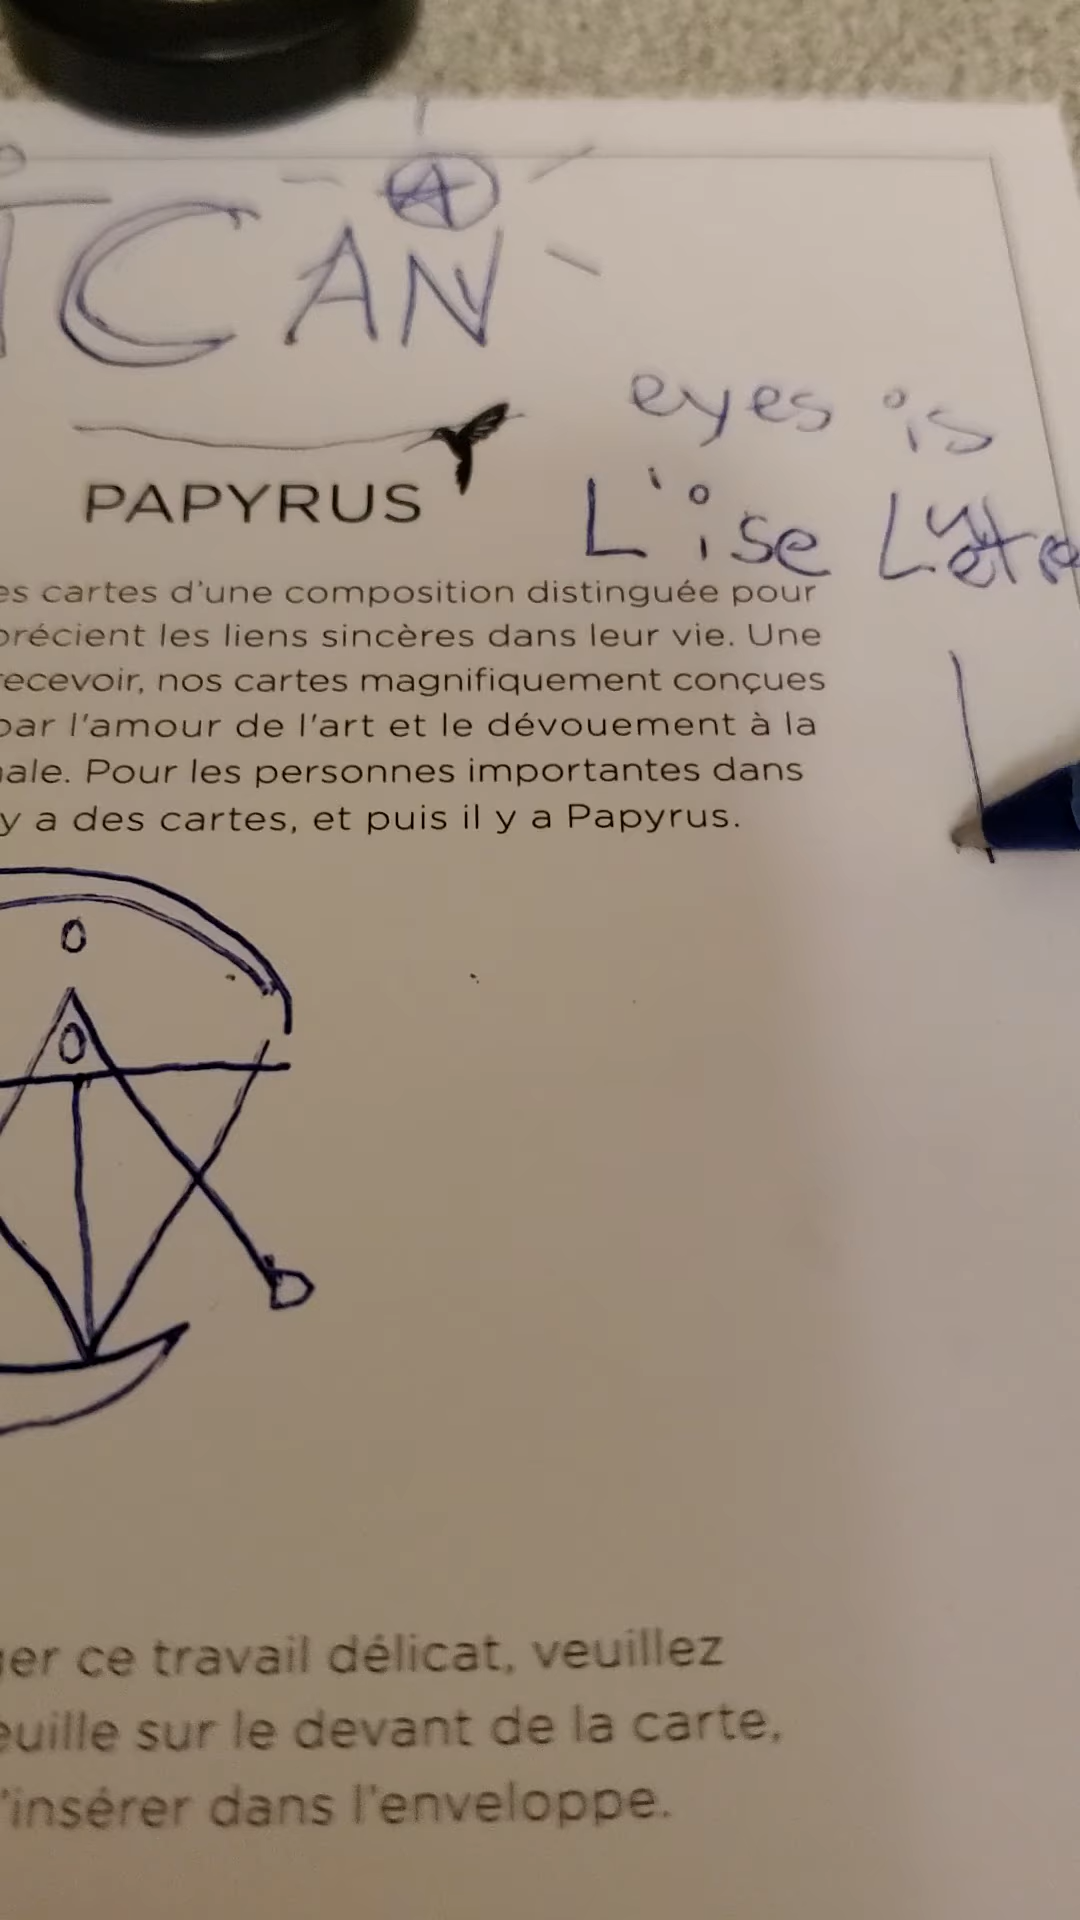 TCAN
PAPYRUS
eyes is
L'ise
es cartes d'une composition distinguée pour
précient les liens sincères dans leur vie. Une
recevoir, nos cartes magnifiquement conçues
par l'amour de l'art et le dévouement à la
ale. Pour les personnes importantes dans
y a des cartes, et puis il y a Papyrus.
O
O
er ce travail délicat, veuillez
euille sur le devant de la carte,
'insérer dans l'enveloppe.